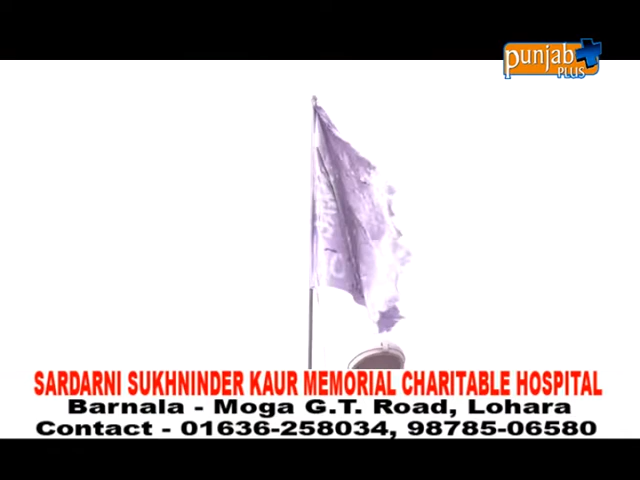 punjab
PLUS
SARDARNI SUKHNINDER KAUR MEMORIAL CHARITABLE HOSPITAL
Barnala - Moga G.T. Road, Lohara
Contact - 01636-258034, 98785-06580